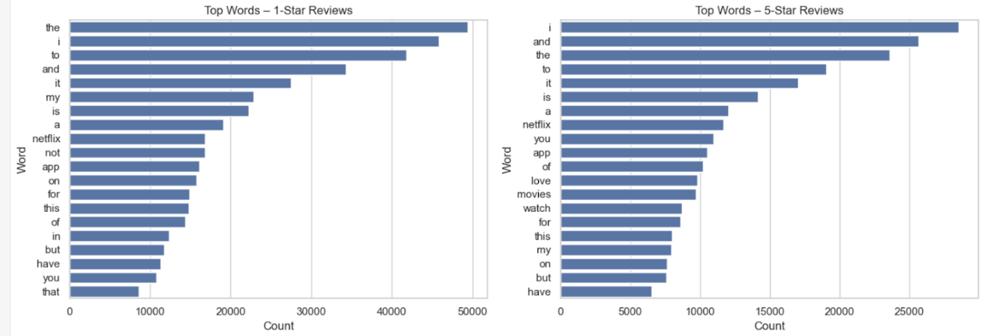 Top Words – 1-Star Reviews
Word
the
i
to
and
it
my
is
a
netflix
not
app
on
for
this
of
in
but
have
you
that
0 10000 20000 30000 40000 50000
Count
Top Words – 5-Star Reviews
Word
i
and
the
to
it
is
a
netflix
you
app
of
love
movies
watch
for
this
my
on
but
have
0 5000 10000 15000 20000 25000
Count